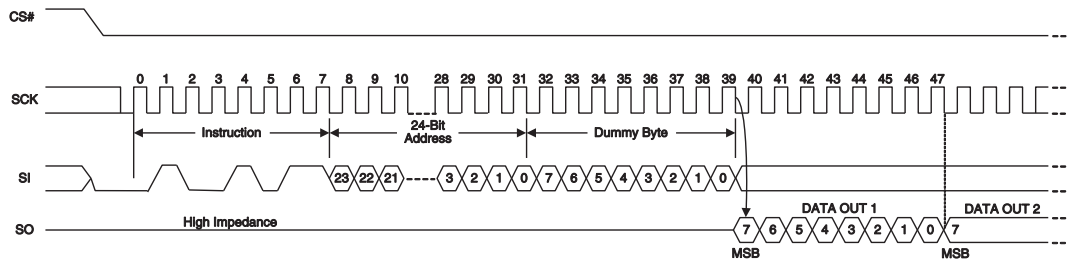 CS#
0 1 2 3 4 5 6 7 8 9 10 28 29 30 31 32 33 34 35 36 37 38 39 40 41 42 43 44 45 46 47
SCK
Instruction
24-Bit
Address
Dummy Byte
SI
23 22 21 3 2 1 0 7 6 5 4 3 2 1 0
High Impedance
DATA OUT 1
DATA OUT 2
SO
7 6 5 4 3 2 1 0 7
MSB
MSB